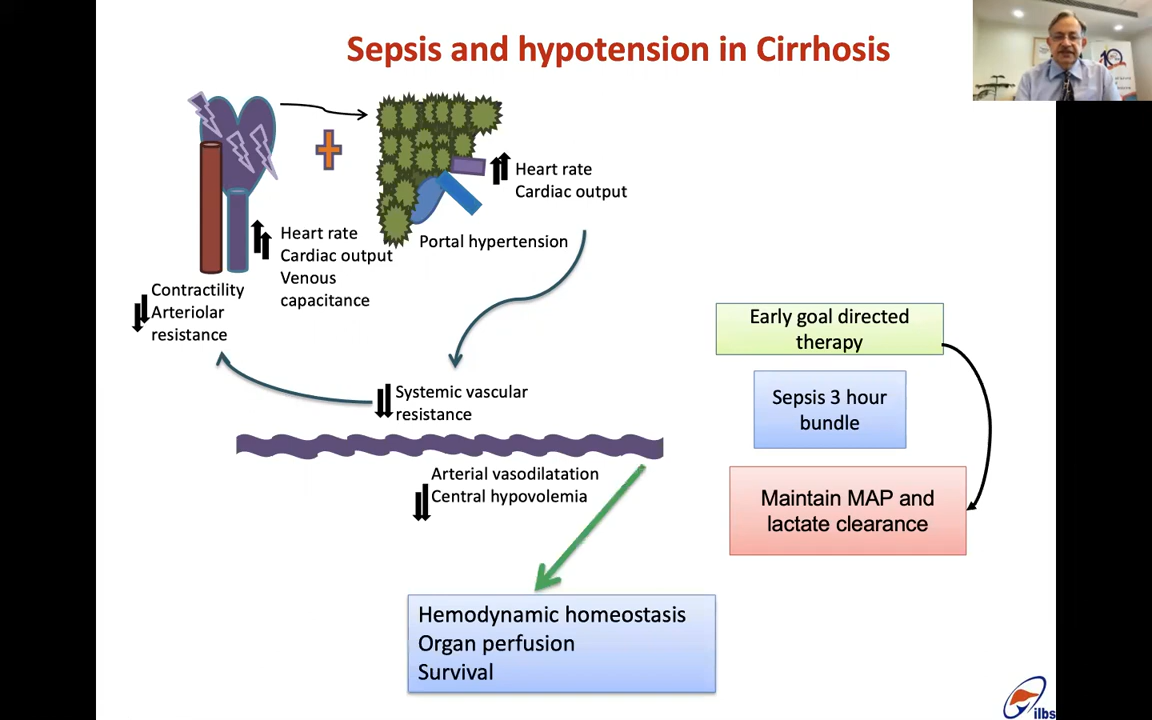 Sepsis and hypotension in Cirrhosis
Heart rate
Cardiac output
Portal hypertension
Heart rate
Cardiac output
Venous
capacitance
Contractility
Arteriolar
resistance
Systemic vascular
resistance
Arterial vasodilatation
Central hypovolemia
Early goal directed
therapy
Sepsis 3 hour
bundle
Maintain MAP and
lactate clearance
Hemodynamic homeostasis
Organ perfusion
Survival
ilbs